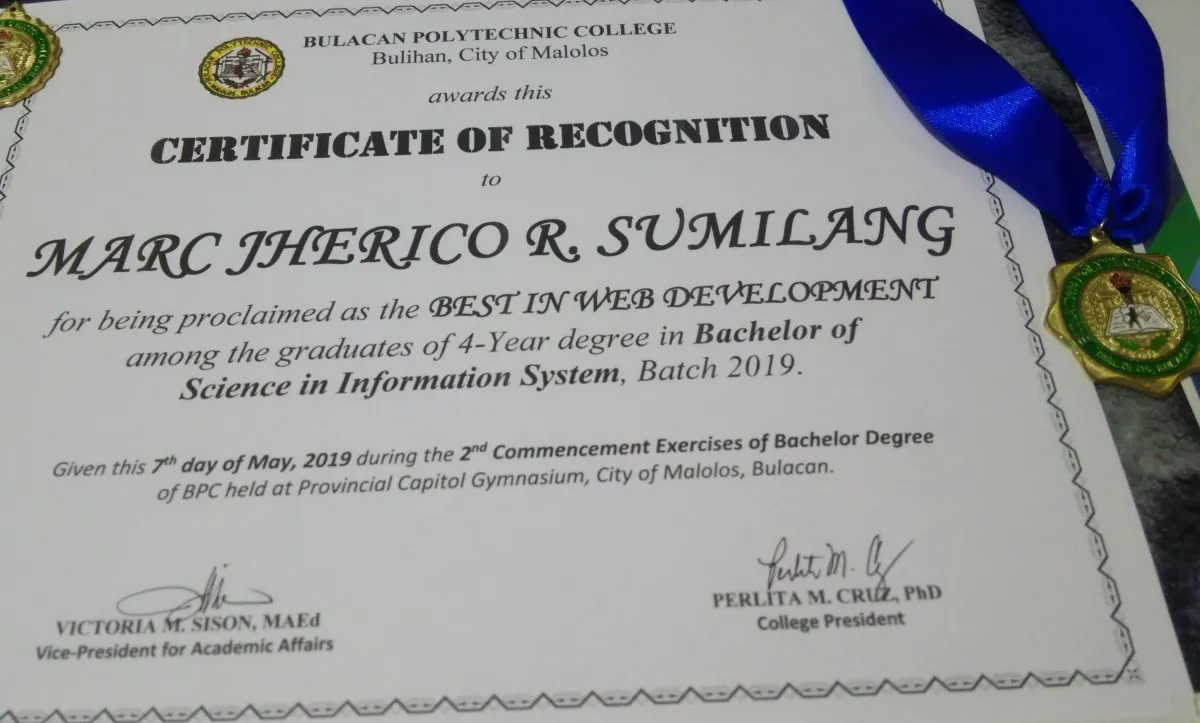 BULACAN POLYTECHNIC COLLEGE
Bulihan, City of Malolos
awards this
CERTIFICATE OF RECOGNITION
to
MARC JHERICO R. SUMILANG
for being proclaimed as the BEST IN WEB DEVELOPMENT
among the graduates of 4-Year degree in Bachelor of
Science in Information System, Batch 2019.
Given this 7th day of May, 2019 during the 2nd Commencement Exercises of Bachelor Degree
of BPC held at Provincial Capitol Gymnasium, City of Malolos, Bulacan.
VICTORIA M. SISON, MAEd
Vice-President for Academic Affairs
PERLITA M. CRUZ, PhD
College President